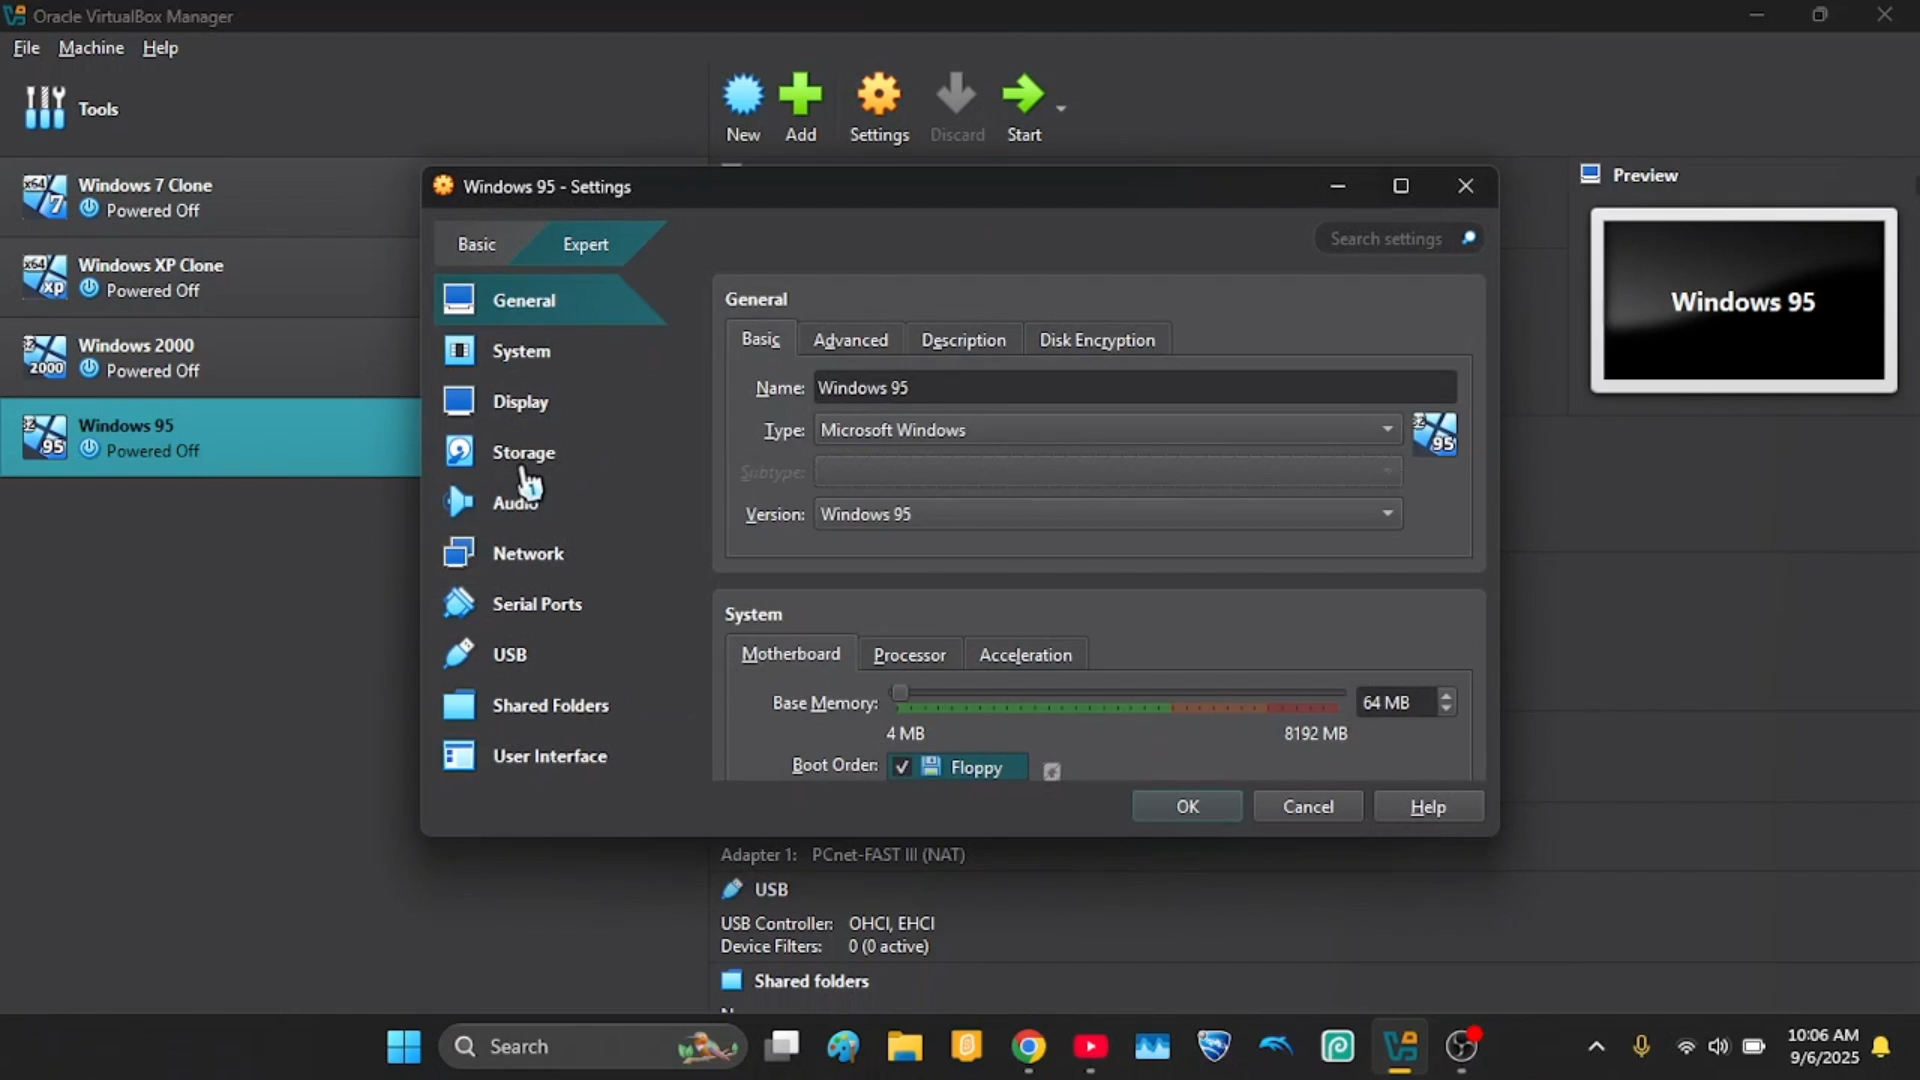 Oracle VirtualBox Manager
File Machine Help
Tools
New Add Settings Discard Start
Windows 7 Clone
Powered Off
Windows XP Clone
Powered Off
Windows 2000
Powered Off
Windows 95
Powered Off
Preview
Windows 95
Windows 95 - Settings
Basic Expert
Search settings
General
System
Display
Storage
Audio
Network
Serial Ports
USB
Shared Folders
User Interface
General
Basic Advanced Description Disk Encryption
Name: Windows 95
Type: Microsoft Windows
Subtype:
Version: Windows 95
System
Motherboard Processor Acceleration
Base Memory: 64 MB
4 MB 8192 MB
Boot Order: Floppy
OK Cancel Help
Adapter 1: PCnet-FAST III (NAT)
USB
USB Controller: OHCI, EHCI
Device Filters: 0 (0 active)
Shared folders
Search
10:06 AM
9/6/2025